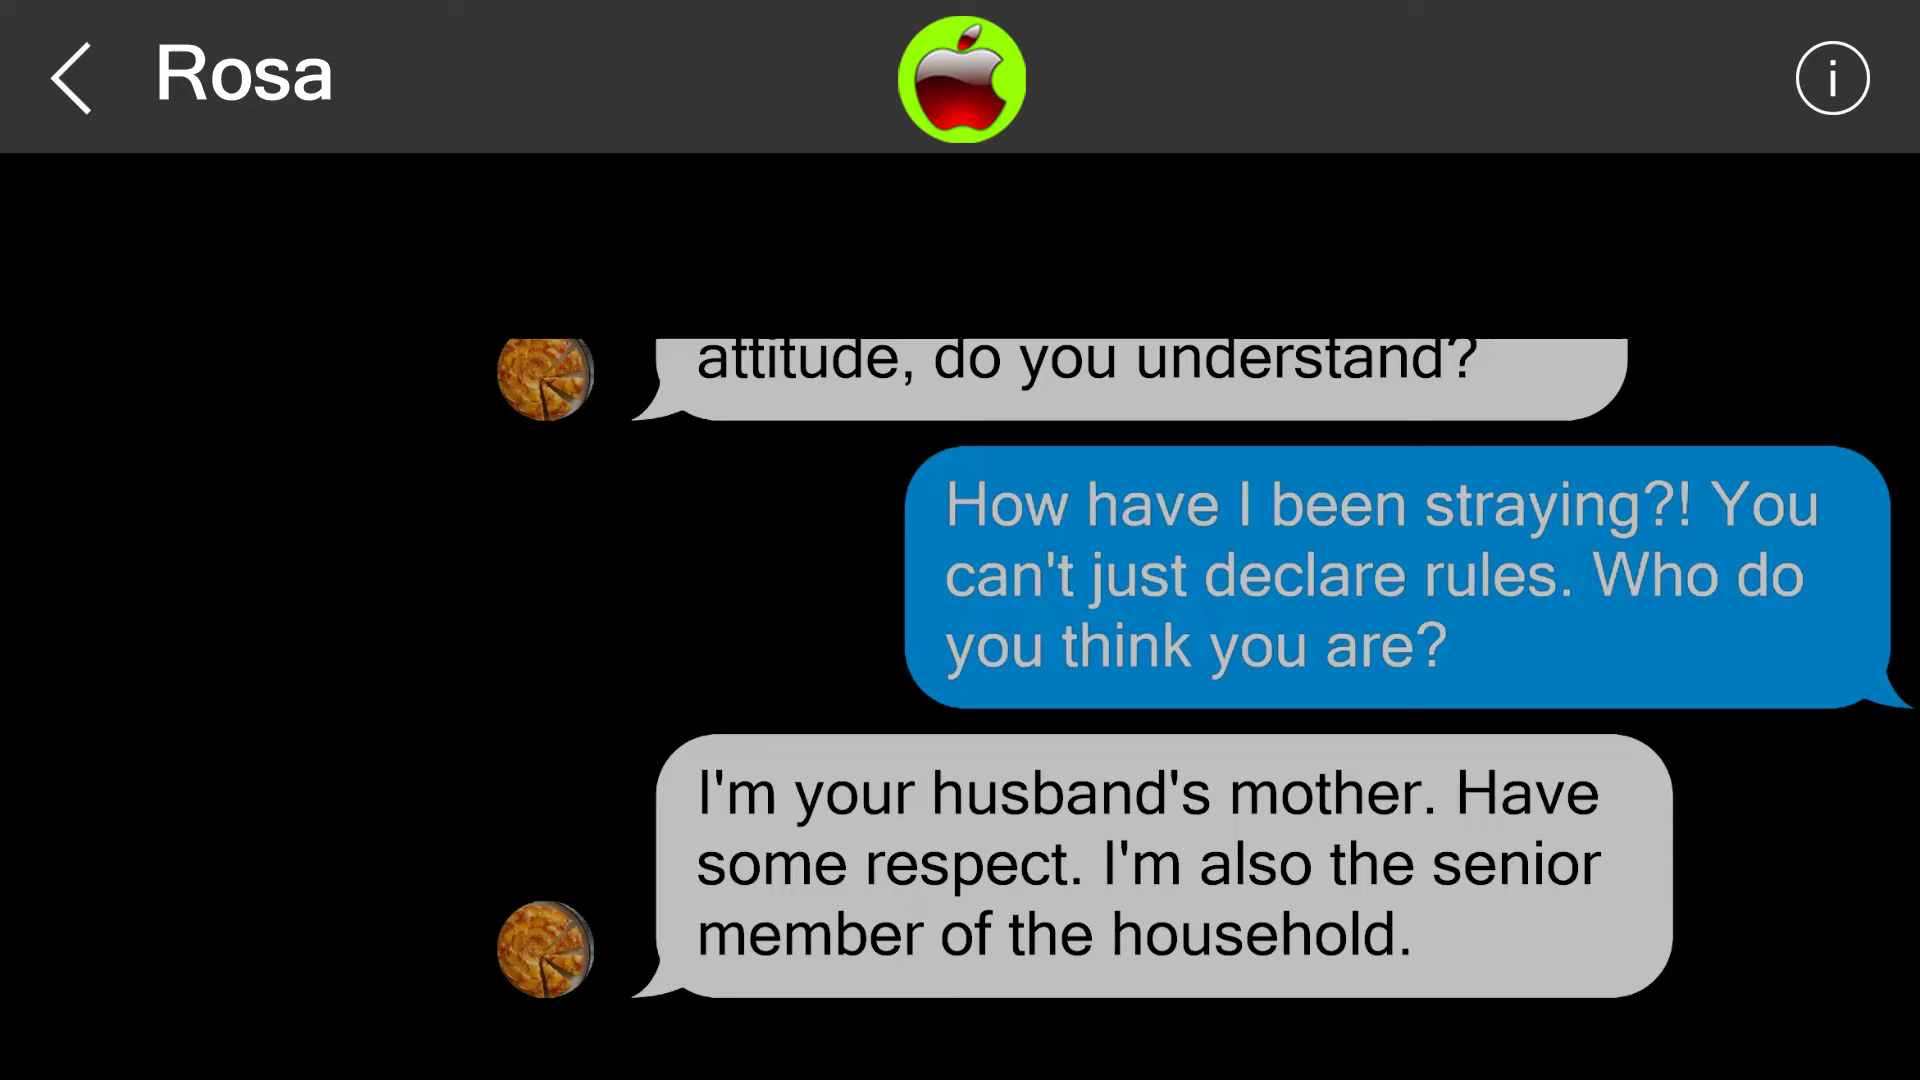 Rosa
i
attitude, do you understand?
How have I been straying?! You
can't just declare rules. Who do
you think you are?
I'm your husband's mother. Have
some respect. I'm also the senior
member of the household.